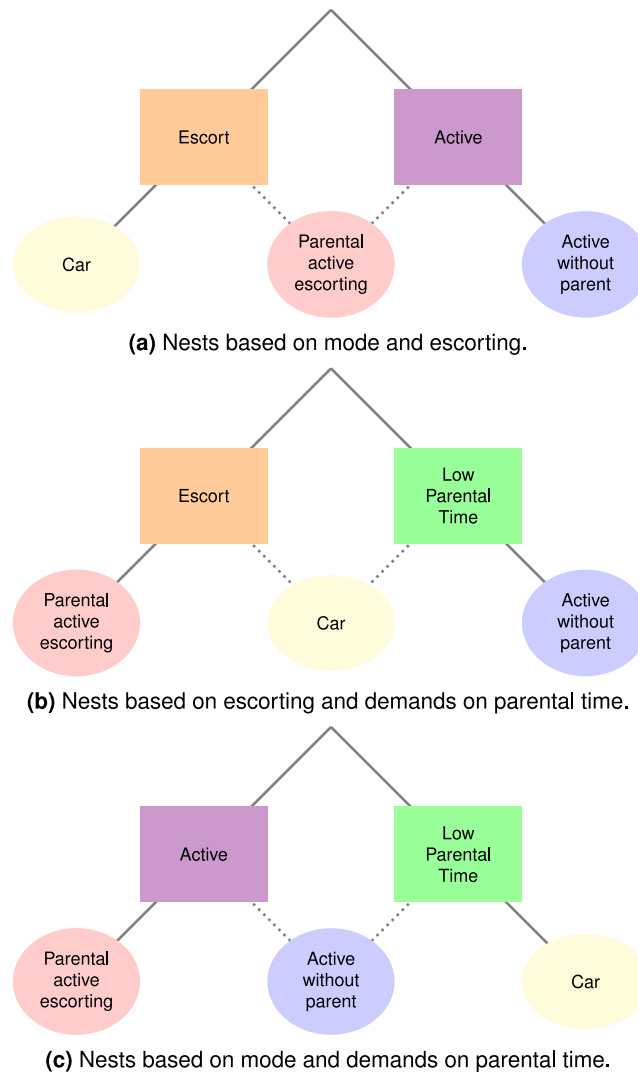 Escort
Active
Car
Parental
active
escorting
Active
without
parent
(a) Nests based on mode and escorting.
Escort
Low
Parental
Time
Parental
active
escorting
Car
Active
without
parent
(b) Nests based on escorting and demands on parental time.
Active
Low
Parental
Time
Parental
active
escorting
Active
without
parent
Car
(c) Nests based on mode and demands on parental time.